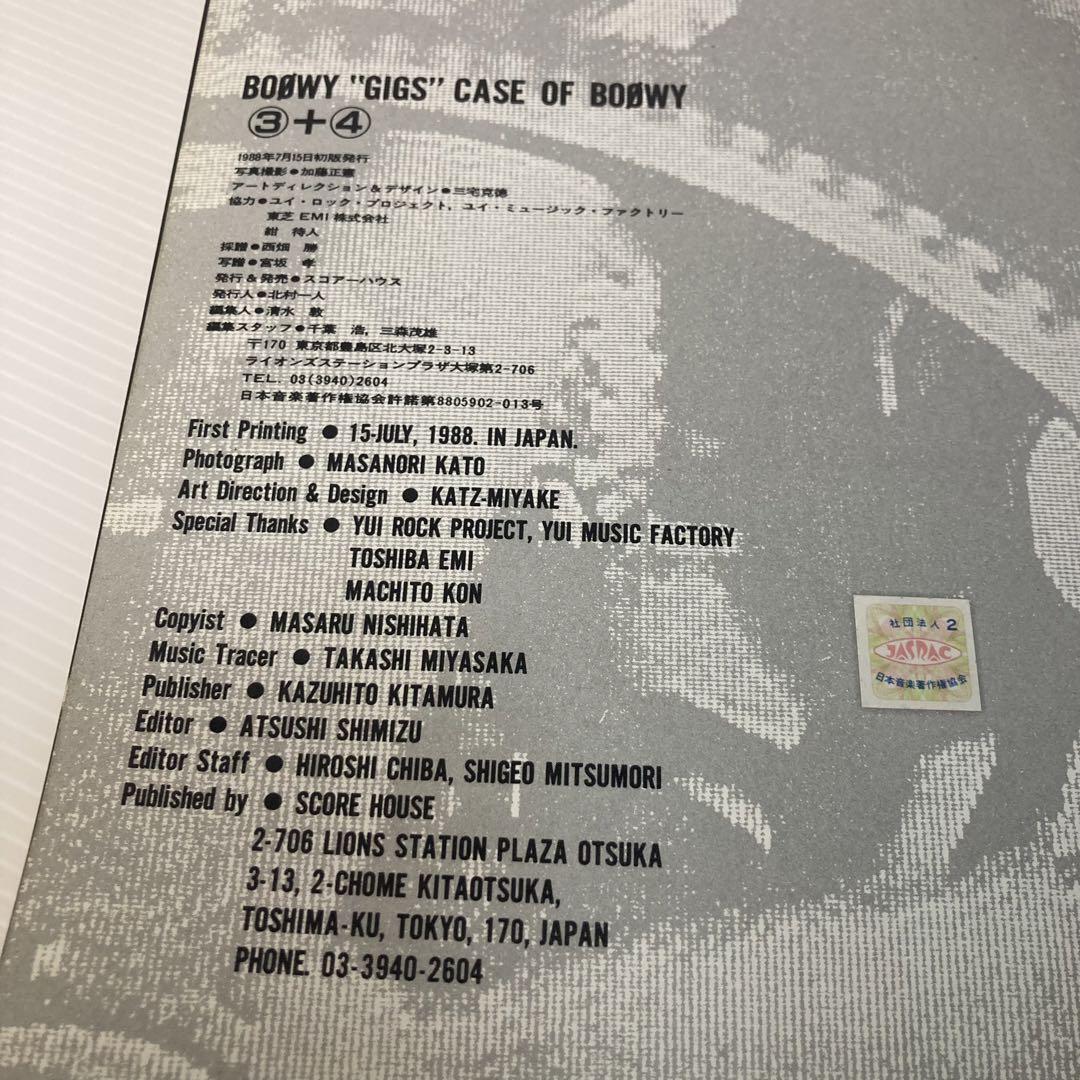 BOØWY "GIGS" CASE OF BOØWY
③+④
1988年7月15日初版発行
写真撮影●加藤正憲
アートディレクション&デザイン●三宅克徳
協力●ユイ・ロック・プロジェクト, ユイ・ミュージック・ファクトリー
東芝 EMI 株式会社
紺 待人
採譜●西畑 勝
写譜●宮坂 孝
発行&発売●スコアーハウス
発行人●北村一人
編集人●清水 敦
編集スタッフ●千葉 浩, 三森茂雄
〒170 東京都豊島区北大塚2-3-13
ライオンズステーションプラザ大塚第2-706
TEL. 03(3940)2604
日本音楽著作権協会許諾第8805902-013号
First Printing ● 15-JULY, 1988. IN JAPAN.
Photograph ● MASANORI KATO
Art Direction & Design ● KATZ-MIYAKE
Special Thanks ● YUI ROCK PROJECT, YUI MUSIC FACTORY
TOSHIBA EMI
MACHITO KON
Copyist ● MASARU NISHIHATA
Music Tracer ● TAKASHI MIYASAKA
Publisher ● KAZUHITO KITAMURA
Editor ● ATSUSHI SHIMIZU
Editor Staff ● HIROSHI CHIBA, SHIGEO MITSUMORI
Published by ● SCORE HOUSE
2-706 LIONS STATION PLAZA OTSUKA
3-13, 2-CHOME KITAOTSUKA,
TOSHIMA-KU, TOKYO, 170, JAPAN
PHONE. 03-3940-2604
社団法人 2
JASRAC
日本音楽著作権協会